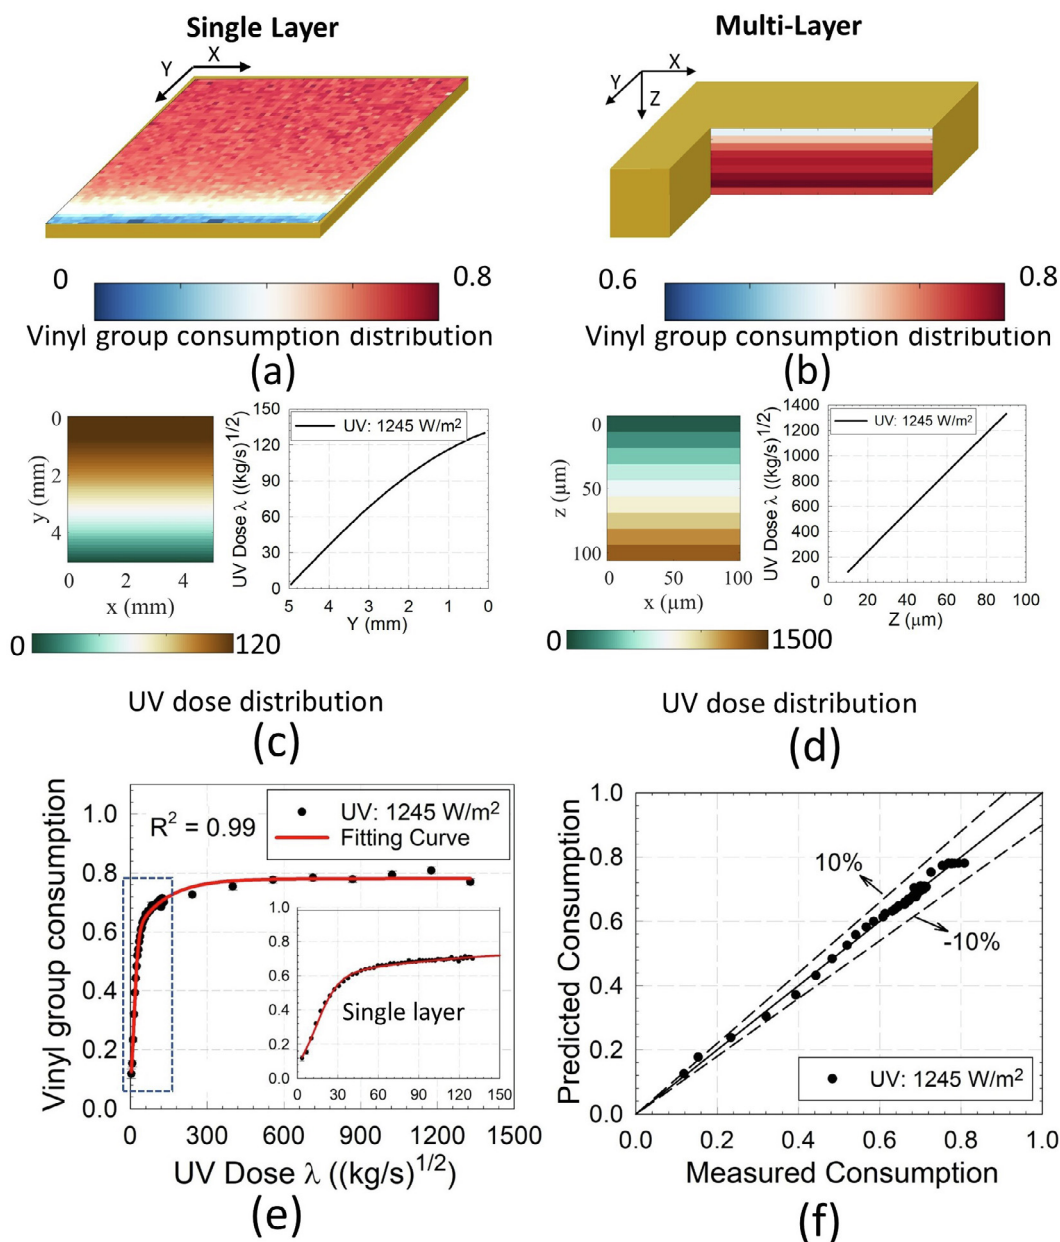 Single Layer
Multi-Layer
X
Y
X
Y
Z
0
0.8
0.6
0.8
Vinyl group consumption distribution
Vinyl group consumption distribution
(a)
(b)
0
2
4
y (mm)
0
2
4
x (mm)
0
120
UV Dose λ ((kg/s)^1/2)
150
120
90
60
30
0
UV: 1245 W/m²
5
4
3
2
1
0
Y (mm)
UV dose distribution
(c)
0
50
100
z (μm)
0
50
100
x (μm)
0
1500
UV Dose λ ((kg/s)^1/2)
1400
1200
1000
800
600
400
200
0
UV: 1245 W/m²
0
20
40
60
80
100
Z (μm)
UV dose distribution
(d)
Vinyl group consumption
1.0
0.8
0.6
0.4
0.2
0.0
R² = 0.99
UV: 1245 W/m2
Fitting Curve
1.0
0.8
0.6
0.4
0.2
0.0
Single layer
0
30
60
90
120
150
0
300
600
900
1200
1500
UV Dose λ ((kg/s)^1/2)
(e)
Predicted Consumption
1.0
0.8
0.6
0.4
0.2
0.0
10%
-10%
UV: 1245 W/m²
0.0
0.2
0.4
0.6
0.8
1.0
Measured Consumption
(f)